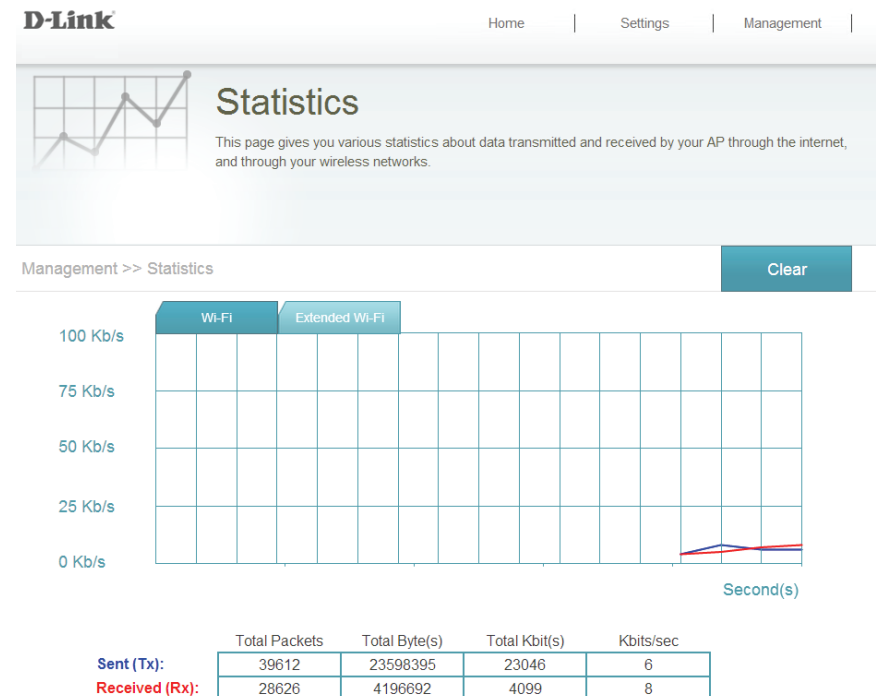 D-Link
Home
Settings
Management
Statistics
This page gives you various statistics about data transmitted and received by your AP through the internet,
and through your wireless networks.
Management >> Statistics
Clear
Wi-Fi
Extended Wi-Fi
100 Kb/s
75 Kb/s
50 Kb/s
25 Kb/s
0 Kb/s
Second(s)
Total Packets Total Byte(s) Total Kbit(s) Kbits/sec
Sent (Tx): 39612 23598395 23046 6
Received (Rx): 28626 4196692 4099 8